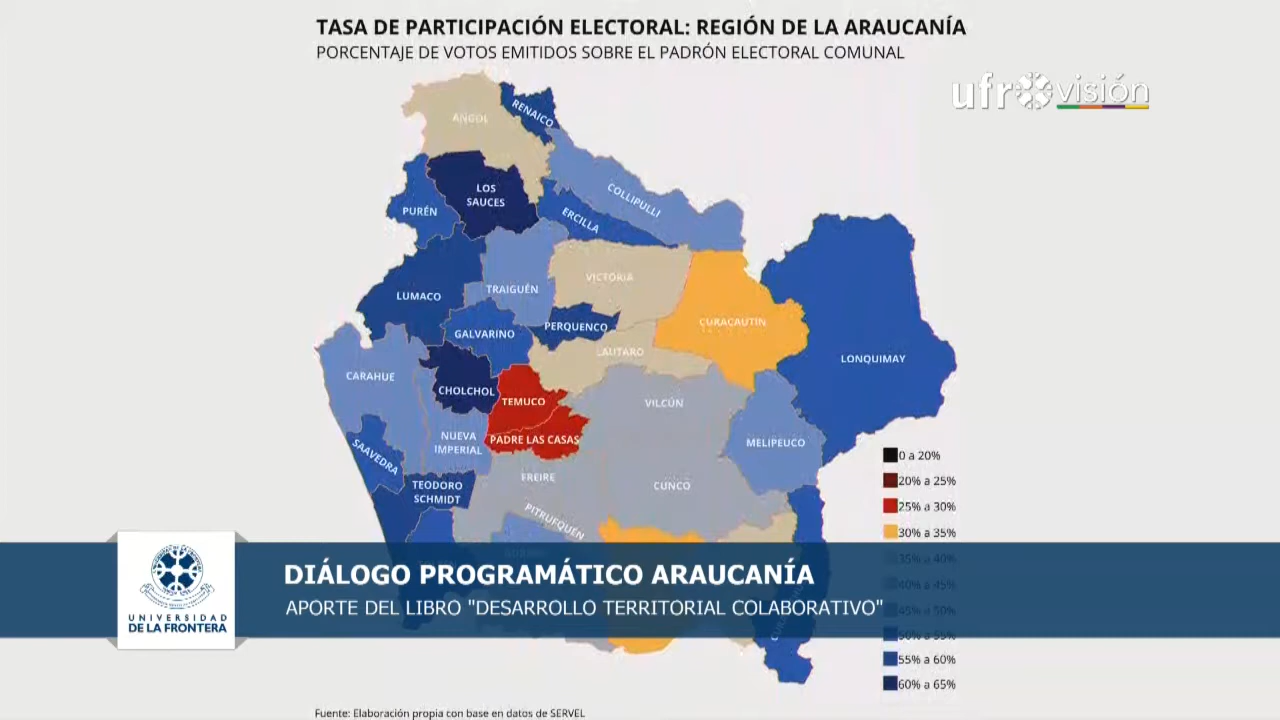 TASA DE PARTICIPACIÓN ELECTORAL: REGIÓN DE LA ARAUCANÍA
PORCENTAJE DE VOTOS EMITIDOS SOBRE EL PADRÓN ELECTORAL COMUNAL
ufro visión
ANGOL
RENAICO
LOS
SAUCES
COLLIPULLI
PURÉN
ERCILLA
VICTORIA
TRAIGUÉN
LUMACO
CURACAUTÍN
PERQUENCO
GALVARINO
LAUTARO
LONQUIMAY
CARAHUE
CHOLCHOL
TEMUCO
VILCÚN
NUEVA
IMPERIAL
PADRE LAS CASAS
MELIPEUCO
SAAVEDRA
FREIRE
TEODORO
SCHMIDT
CUNCO
PITRUFQUÉN
0 a 20%
20% a 25%
25% a 30%
30% a 35%
35% a 40%
40% a 45%
45% a 50%
50% a 55%
55% a 60%
60% a 65%
UNIVERSIDAD
DE LA FRONTERA
DIÁLOGO PROGRAMÁTICO ARAUCANÍA
APORTE DEL LIBRO "DESARROLLO TERRITORIAL COLABORATIVO"
Fuente: Elaboración propia con base en datos de SERVEL